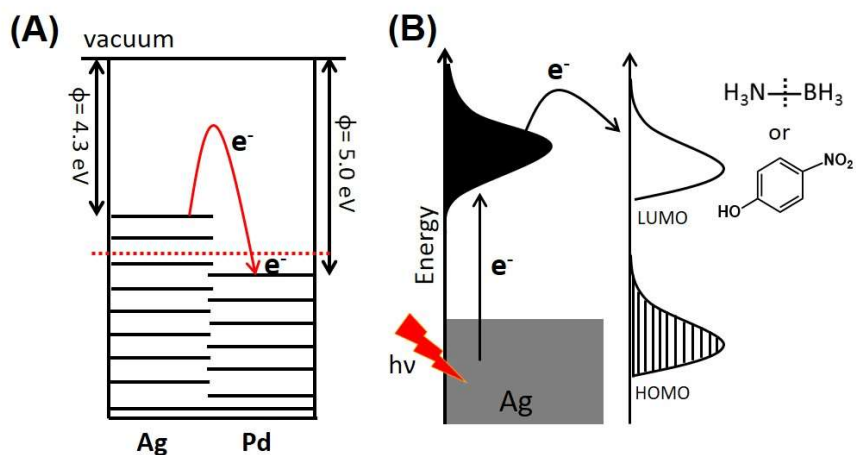 (A)
vacuum
ϕ= 4.3 eV
ϕ= 5.0 eV
e-
e-
Ag
Pd
(B)
Energy
hν
e-
e-
Ag
LUMO
HOMO
H3N BH3
or
NO2
HO